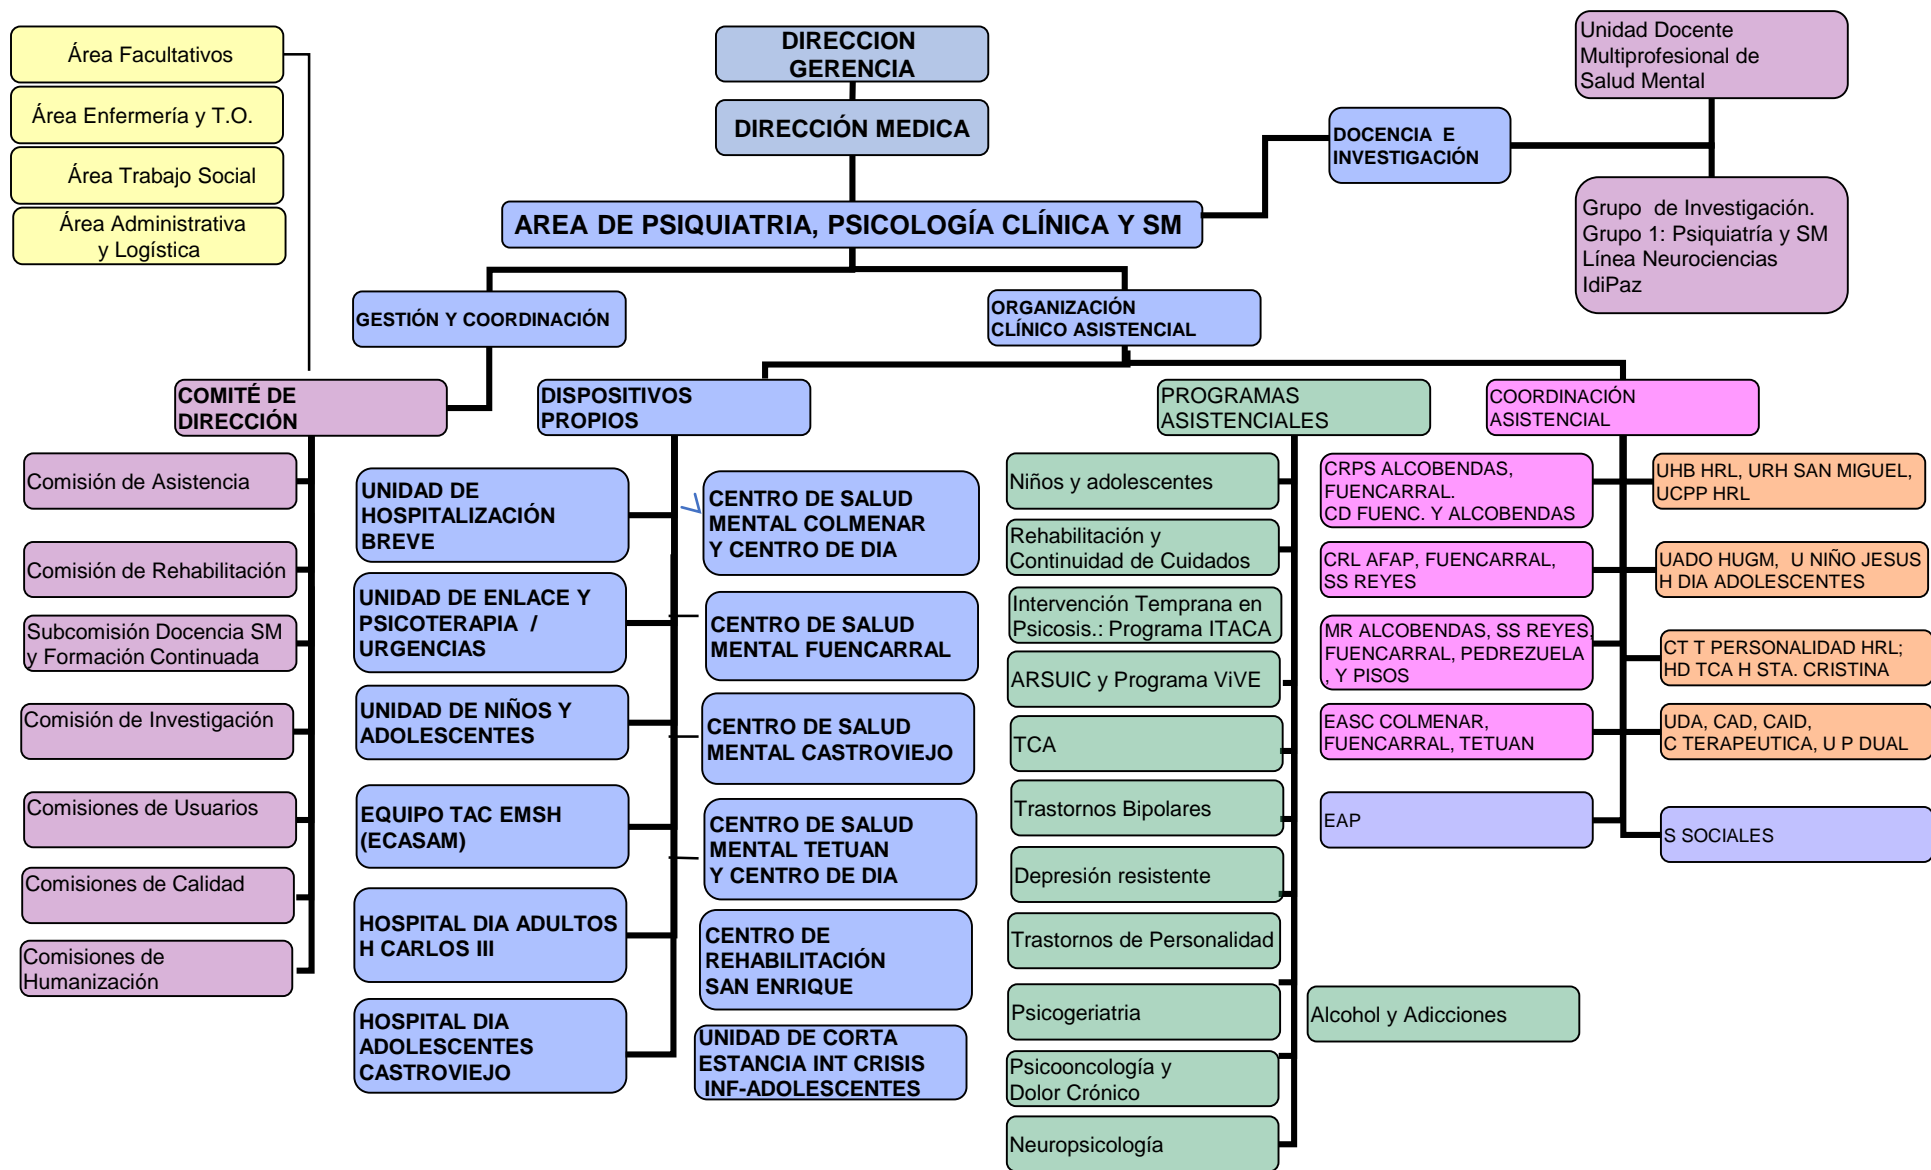 Área Facultativos
Área Enfermería y T.O.
Área Trabajo Social
Área Administrativa
y Logística
DIRECCION
GERENCIA
DIRECCIÓN MEDICA
AREA DE PSIQUIATRIA, PSICOLOGÍA CLÍNICA Y SM
DOCENCIA E
INVESTIGACIÓN
Unidad Docente
Multiprofesional de
Salud Mental
Grupo de Investigación.
Grupo 1: Psiquiatría y SM
Línea Neurociencias
IdiPaz
GESTIÓN Y COORDINACIÓN
ORGANIZACIÓN
CLÍNICO ASISTENCIAL
COMITÉ DE
DIRECCIÓN
Comisión de Asistencia
Comisión de Rehabilitación
Subcomisión Docencia SM
y Formación Continuada
Comisión de Investigación
Comisiones de Usuarios
Comisiones de Calidad
Comisiones de
Humanización
DISPOSITIVOS
PROPIOS
UNIDAD DE
HOSPITALIZACIÓN
BREVE
UNIDAD DE ENLACE Y
PSICOTERAPIA /
URGENCIAS
UNIDAD DE NIÑOS Y
ADOLESCENTES
EQUIPO TAC EMSH
(ECASAM)
HOSPITAL DIA ADULTOS
H CARLOS III
HOSPITAL DIA
ADOLESCENTES
CASTROVIEJO
CENTRO DE SALUD
MENTAL COLMENAR
Y CENTRO DE DIA
CENTRO DE SALUD
MENTAL FUENCARRAL
CENTRO DE SALUD
MENTAL CASTROVIEJO
CENTRO DE SALUD
MENTAL TETUAN
Y CENTRO DE DIA
CENTRO DE
REHABILITACIÓN
SAN ENRIQUE
UNIDAD DE CORTA
ESTANCIA INT CRISIS
INF-ADOLESCENTES
PROGRAMAS
ASISTENCIALES
Niños y adolescentes
Rehabilitación y
Continuidad de Cuidados
Intervención Temprana en
Psicosis.: Programa ITACA
ARSUIC y Programa ViVE
TCA
Trastornos Bipolares
Depresión resistente
Trastornos de Personalidad
Psicogeriatria
Psicooncología y
Dolor Crónico
Neuropsicología
Alcohol y Adicciones
COORDINACIÓN
ASISTENCIAL
CRPS ALCOBENDAS,
FUENCARRAL.
CD FUENC. Y ALCOBENDAS
CRL AFAP, FUENCARRAL,
SS REYES
MR ALCOBENDAS, SS REYES,
FUENCARRAL, PEDREZUELA
, Y PISOS
EASC COLMENAR,
FUENCARRAL, TETUAN
EAP
UHB HRL, URH SAN MIGUEL,
UCPP HRL
UADO HUGM, U NIÑO JESUS
H DIA ADOLESCENTES
CT T PERSONALIDAD HRL;
HD TCA H STA. CRISTINA
UDA, CAD, CAID,
C TERAPEUTICA, U P DUAL
S SOCIALES